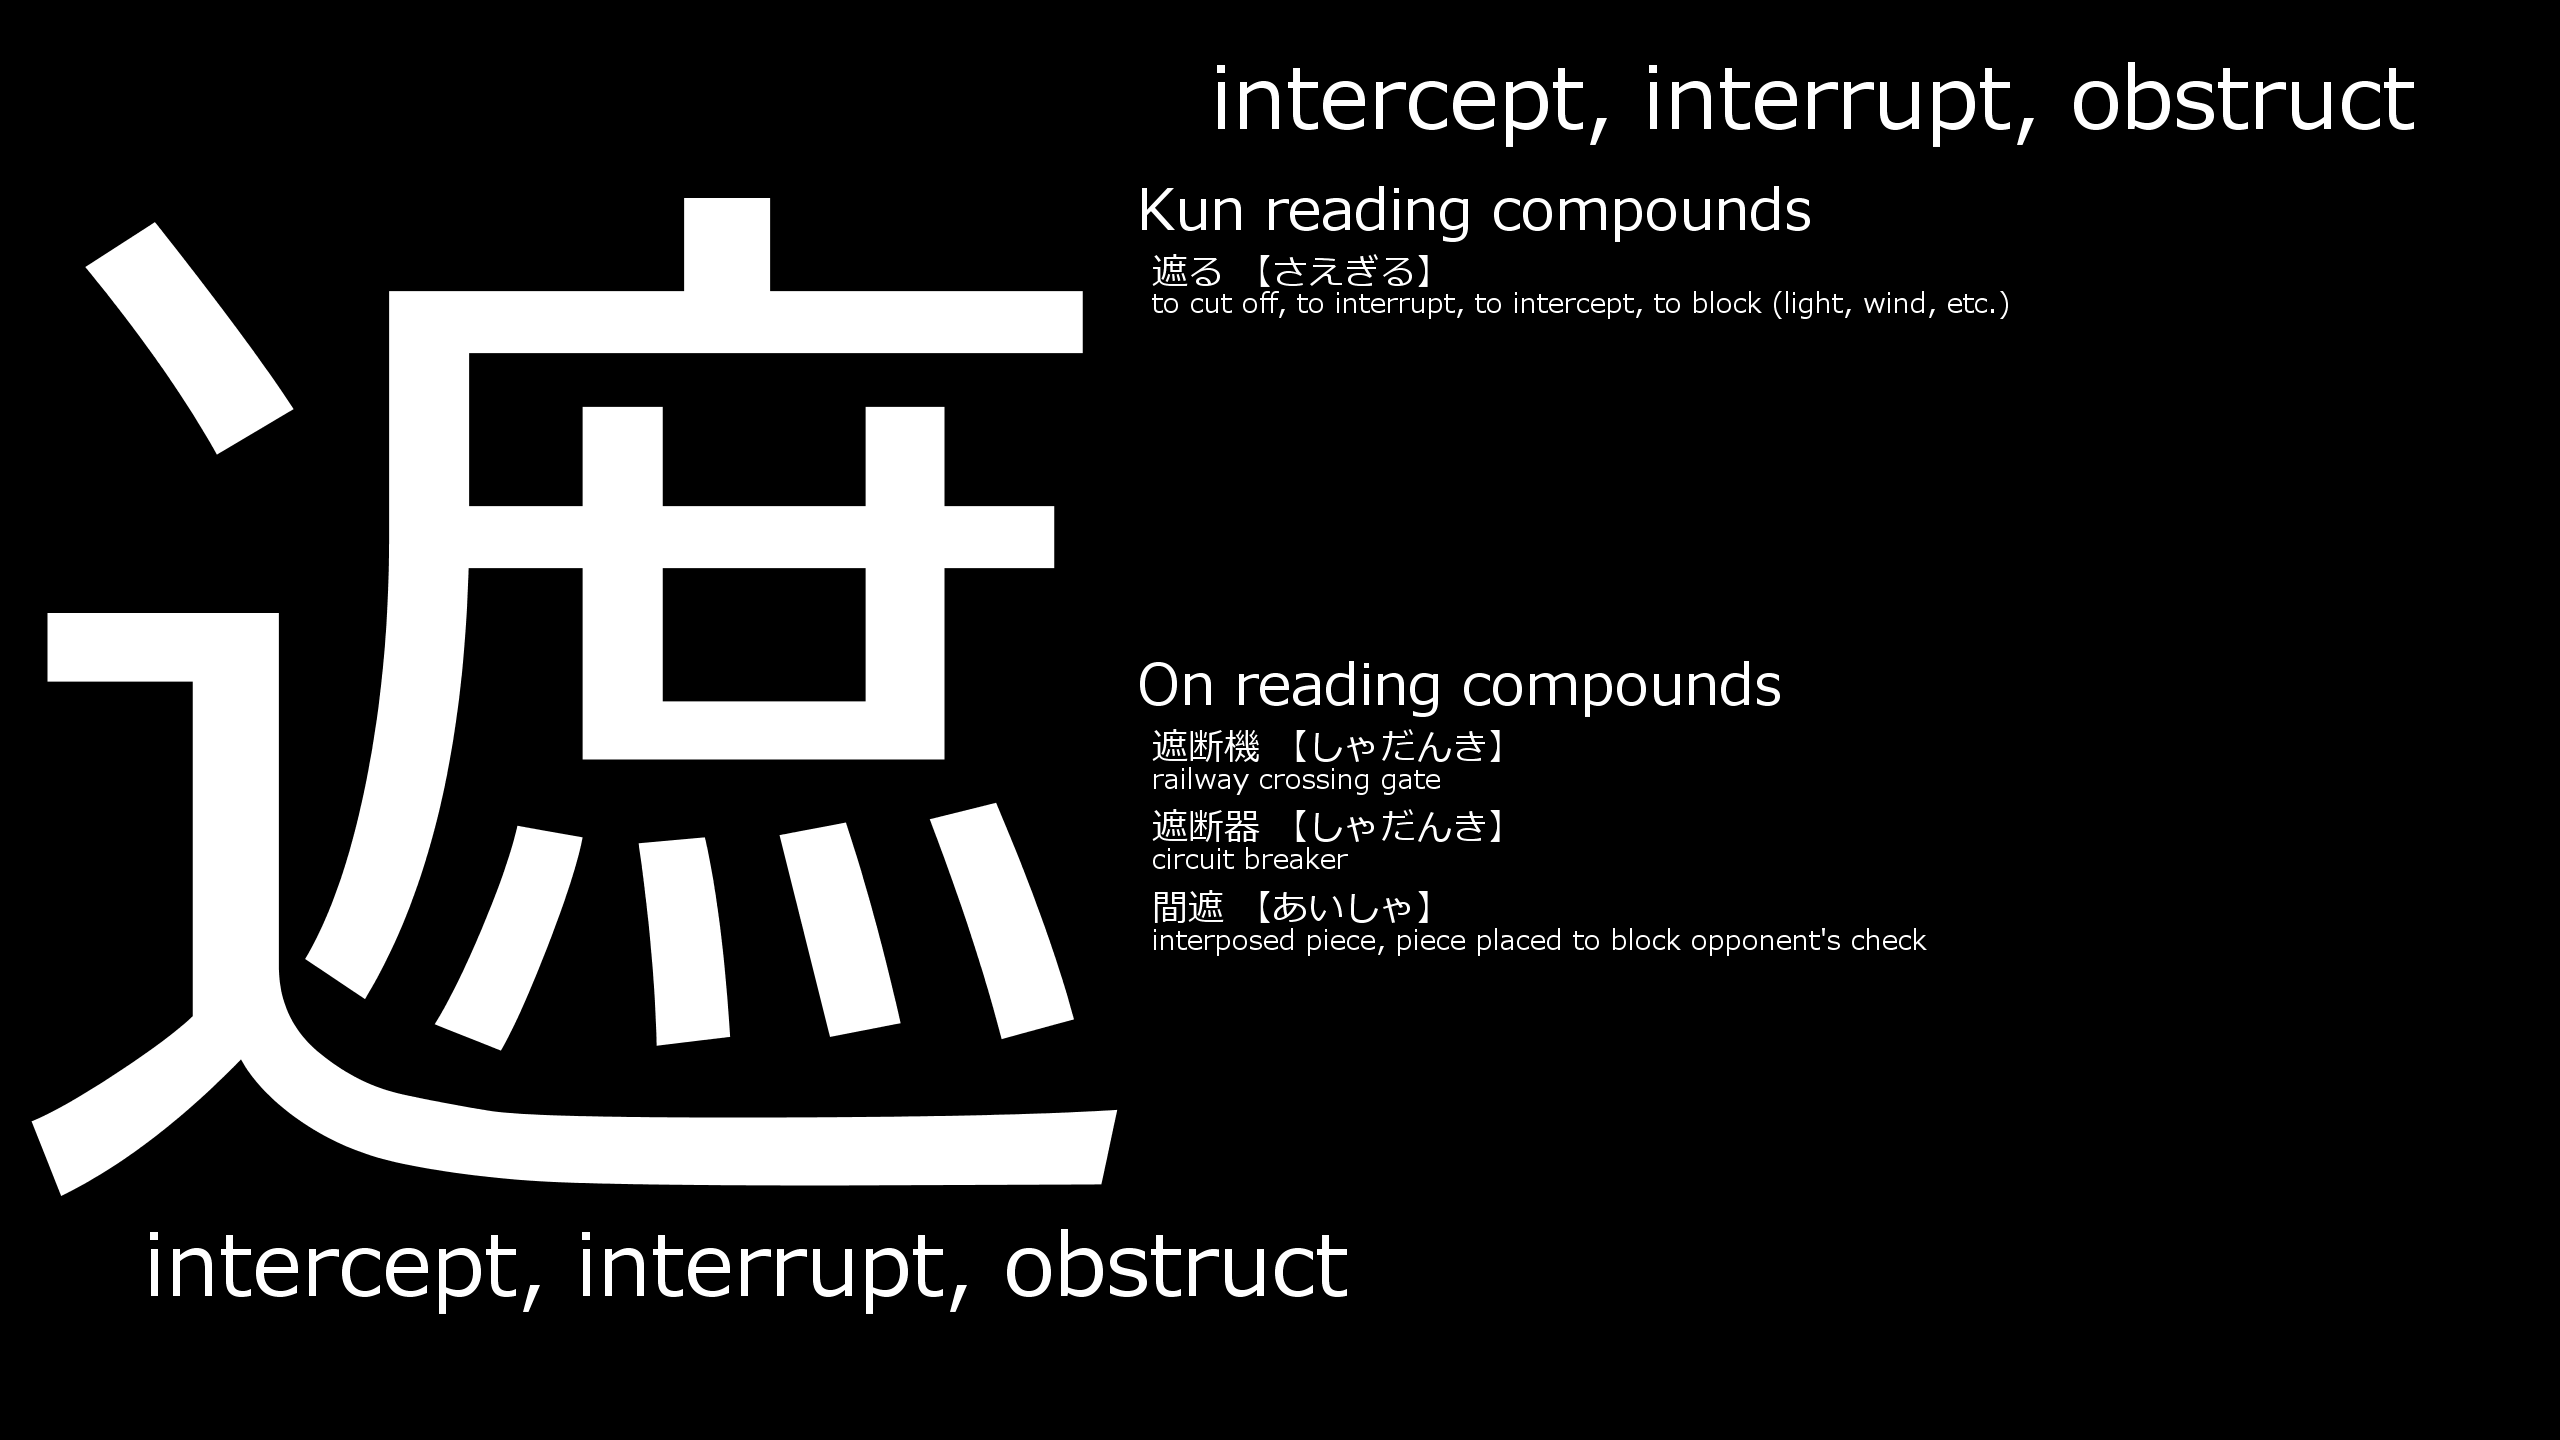 遮
intercept, interrupt, obstruct
Kun reading compounds
遮る 【さえぎる】
to cut off, to interrupt, to intercept, to block (light, wind, etc.)
On reading compounds
遮断機 【しゃだんき】
railway crossing gate
遮断器 【しゃだんき】
circuit breaker
間遮 【あいしゃ】
interposed piece, piece placed to block opponent's check
intercept, interrupt, obstruct